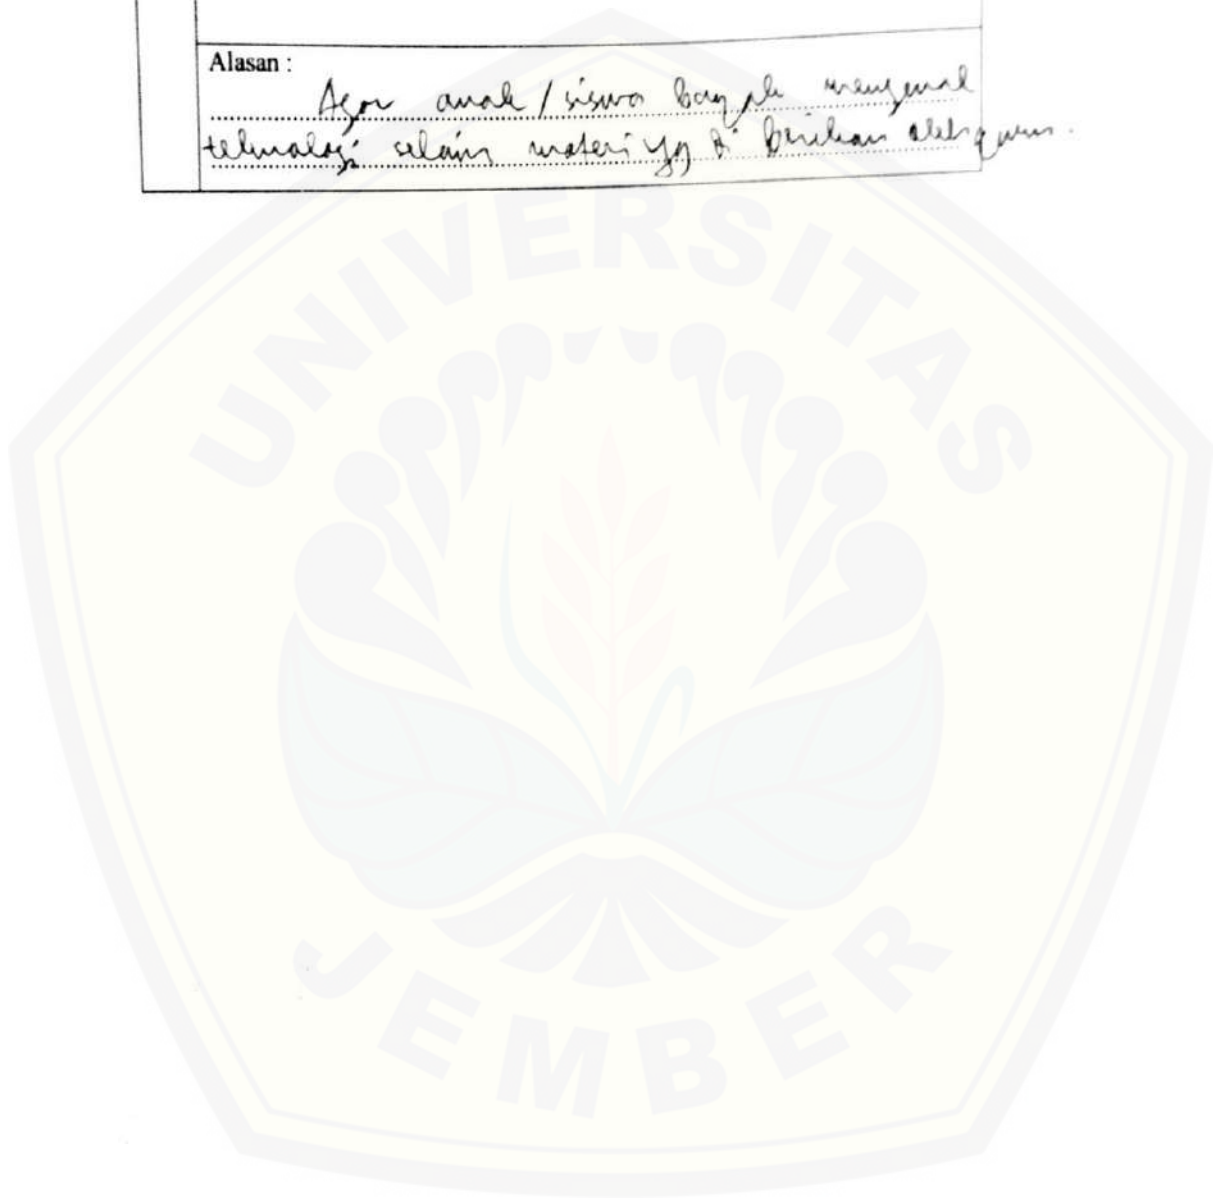 Alasan :
Agar anak / siswa banyak mengenal
teknologi selain materi yg di berikan oleh guru.
UNIVERSITAS
JEMBER